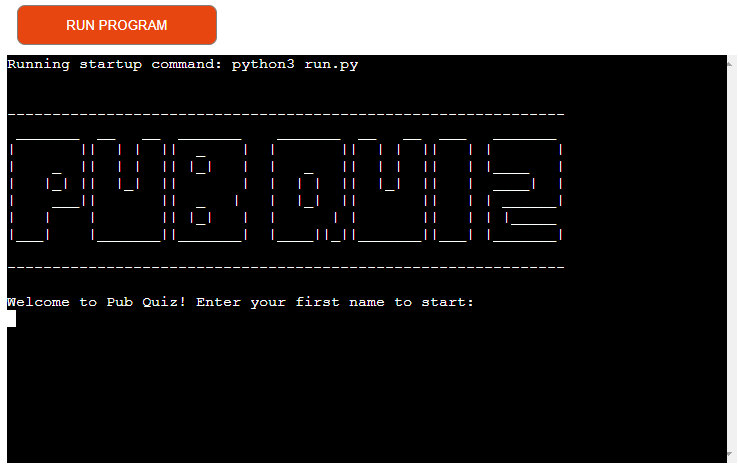 RUN PROGRAM
Running startup command: python3 run.py
------------------------------------------------------------
PUB QUIZ
------------------------------------------------------------
Welcome to Pub Quiz! Enter your first name to start: